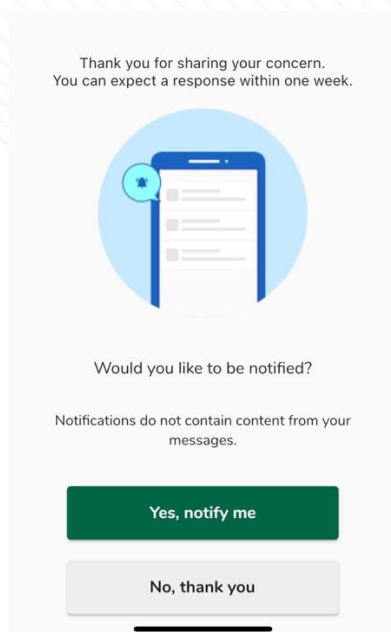 Thank you for sharing your concern.
You can expect a response within one week.
Would you like to be notified?
Notifications do not contain content from your
messages.
Yes, notify me
No, thank you